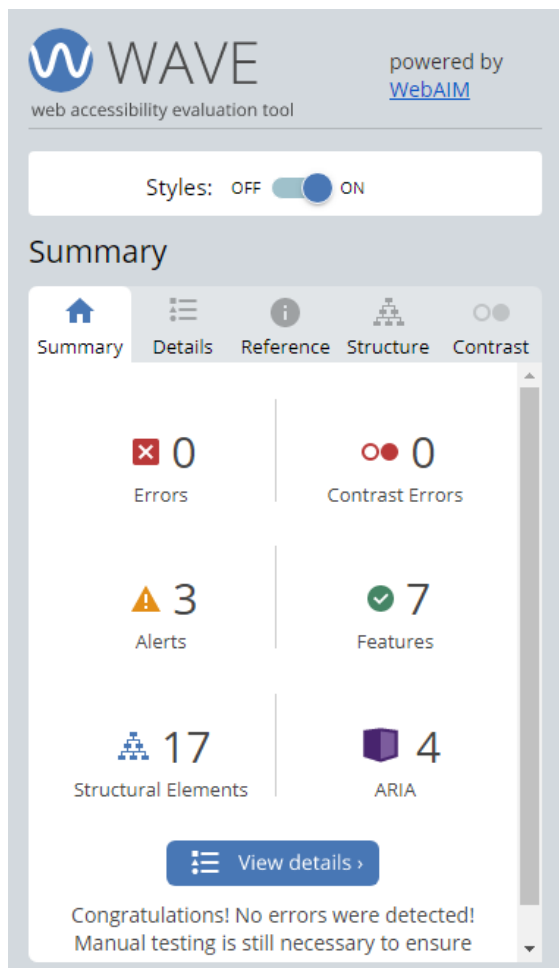 WAVE
powered by
WebAIM
web accessibility evaluation tool
Styles: OFF ON
Summary
Summary Details Reference Structure Contrast
0 0
Errors Contrast Errors
3 7
Alerts Features
17 4
Structural Elements ARIA
View details ›
Congratulations! No errors were detected!
Manual testing is still necessary to ensure